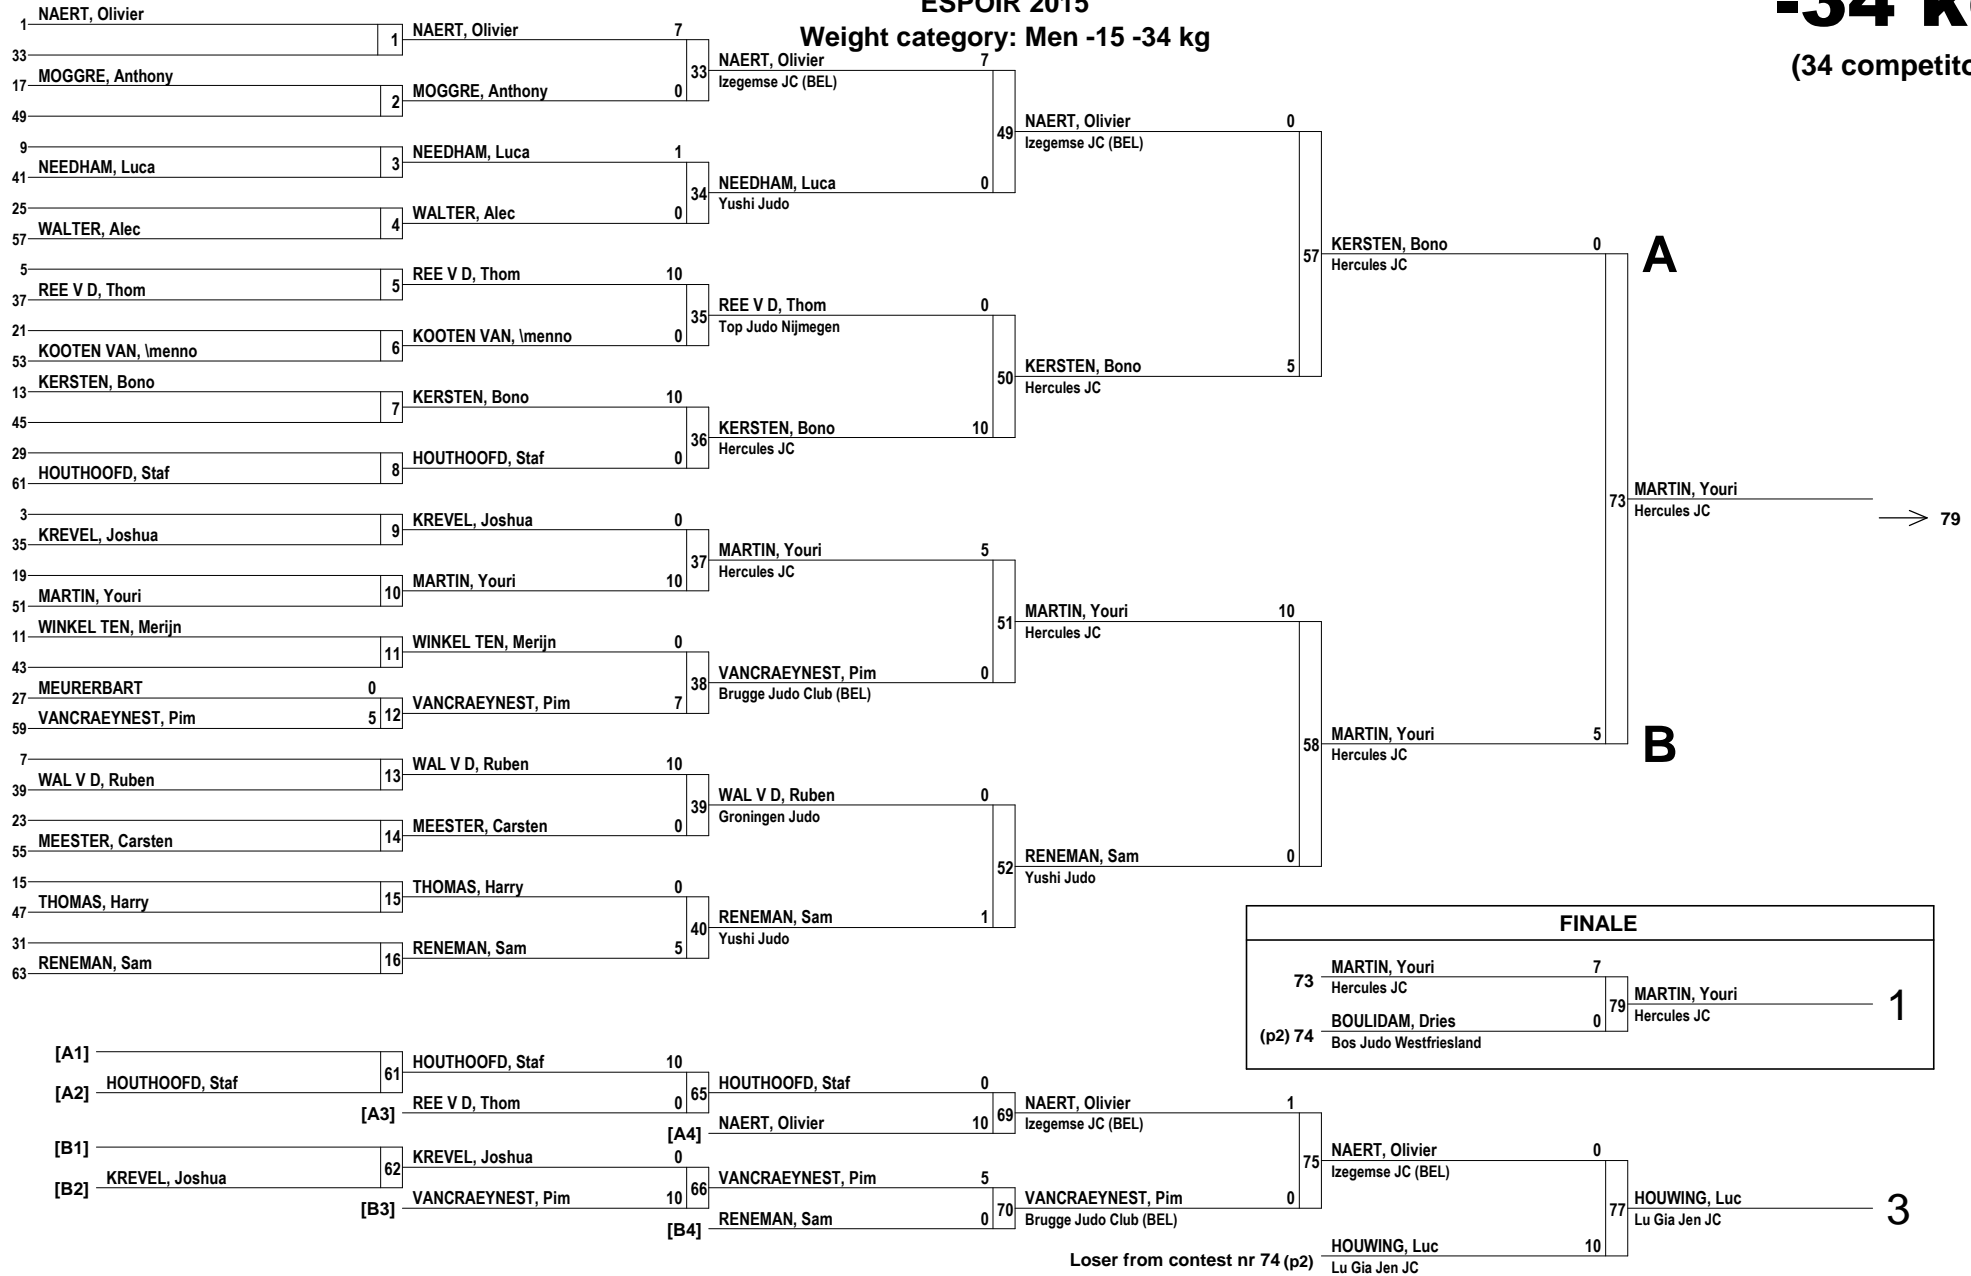 ESPOIR 2015
Weight category: Men -15 -34 kg
-34 k
(34 competito
1 NAERT, Olivier
33
1
17 MOGGRE, Anthony
49
2
9
41 NEEDHAM, Luca
3
25
57 WALTER, Alec
4
5
37 REE V D, Thom
5
21
53 KOOTEN VAN, \menno
6
13 KERSTEN, Bono
45
7
29
61 HOUTHOOFD, Staf
8
3
35 KREVEL, Joshua
9
19
51 MARTIN, Youri
10
11 WINKEL TEN, Merijn
43
11
27 MEURERBART 0
59 VANCRAEYNEST, Pim 5
12
7
39 WAL V D, Ruben
13
23
55 MEESTER, Carsten
14
15
47 THOMAS, Harry
15
31
63 RENEMAN, Sam
16
NAERT, Olivier 7
MOGGRE, Anthony 0
33
NEEDHAM, Luca 1
WALTER, Alec 0
34
REE V D, Thom 10
KOOTEN VAN, \menno 0
35
KERSTEN, Bono 10
HOUTHOOFD, Staf 0
36
KREVEL, Joshua 0
MARTIN, Youri 10
37
WINKEL TEN, Merijn 0
VANCRAEYNEST, Pim 7
38
WAL V D, Ruben 10
MEESTER, Carsten 0
39
THOMAS, Harry 0
RENEMAN, Sam 5
40
NAERT, Olivier 7
Izegemse JC (BEL)
49
NEEDHAM, Luca 0
Yushi Judo
REE V D, Thom 0
Top Judo Nijmegen
50
KERSTEN, Bono 10
Hercules JC
MARTIN, Youri 5
Hercules JC
51
VANCRAEYNEST, Pim 0
Brugge Judo Club (BEL)
WAL V D, Ruben 0
Groningen Judo
52
RENEMAN, Sam 1
Yushi Judo
NAERT, Olivier 0
Izegemse JC (BEL)
57
KERSTEN, Bono 5
Hercules JC
MARTIN, Youri 10
Hercules JC
58
RENEMAN, Sam 0
Yushi Judo
KERSTEN, Bono 0
Hercules JC
A
73
MARTIN, Youri 5
Hercules JC
B
MARTIN, Youri
Hercules JC
79
FINALE
73 MARTIN, Youri 7
Hercules JC
79
(p2) 74 BOULIDAM, Dries 0
Bos Judo Westfriesland
MARTIN, Youri
Hercules JC
1
[A1]
[A2] HOUTHOOFD, Staf
61
HOUTHOOFD, Staf 10
[A3] REE V D, Thom 0
65
HOUTHOOFD, Staf 0
[A4] NAERT, Olivier 10
69
[B1]
[B2] KREVEL, Joshua
62
KREVEL, Joshua 0
[B3] VANCRAEYNEST, Pim 10
66
VANCRAEYNEST, Pim 5
[B4] RENEMAN, Sam 0
70
NAERT, Olivier 1
Izegemse JC (BEL)
75
VANCRAEYNEST, Pim 0
Brugge Judo Club (BEL)
NAERT, Olivier 0
Izegemse JC (BEL)
77
Loser from contest nr 74 (p2) HOUWING, Luc 10
Lu Gia Jen JC
HOUWING, Luc
Lu Gia Jen JC
3